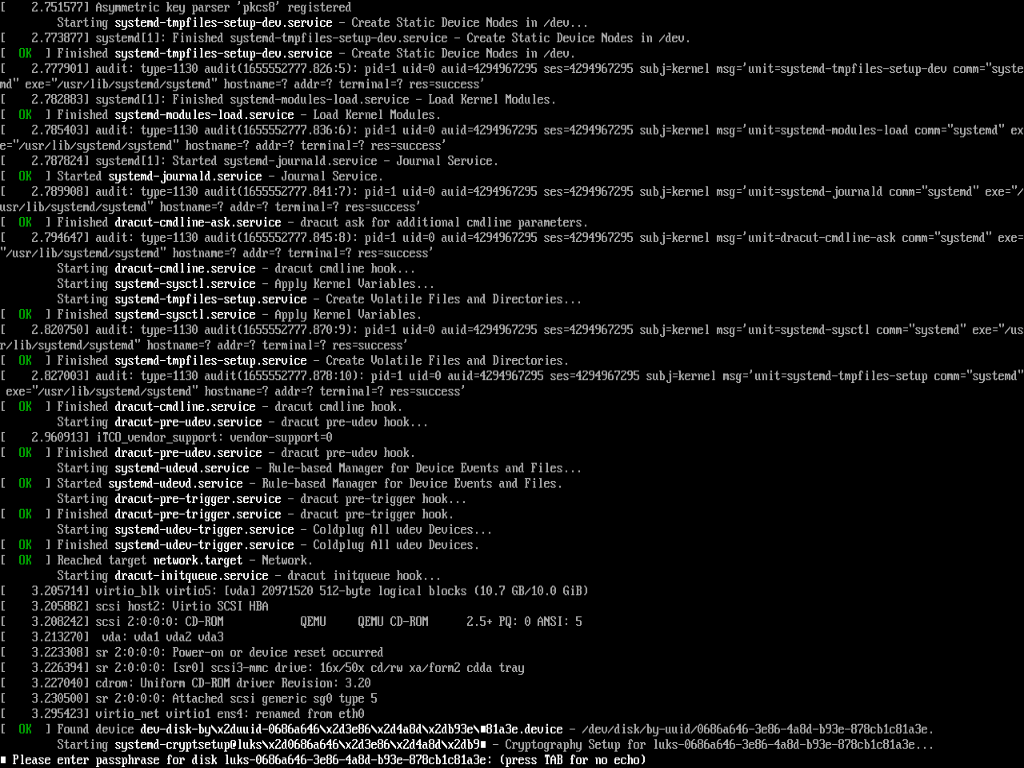 [    2.751577] Asymmetric key parser 'pkcs8' registered
         Starting systemd-tmpfiles-setup-dev.service - Create Static Device Nodes in /dev...
[    2.773877] systemd[1]: Finished systemd-tmpfiles-setup-dev.service - Create Static Device Nodes in /dev.
[  OK  ] Finished systemd-tmpfiles-setup-dev.service - Create Static Device Nodes in /dev.
[    2.777901] audit: type=1130 audit(1655552777.826:5): pid=1 uid=0 auid=4294967295 ses=4294967295 subj=kernel msg='unit=systemd-tmpfiles-setup-dev comm="syste
md" exe="/usr/lib/systemd/systemd" hostname=? addr=? terminal=? res=success'
[    2.782883] systemd[1]: Finished systemd-modules-load.service - Load Kernel Modules.
[  OK  ] Finished systemd-modules-load.service - Load Kernel Modules.
[    2.785403] audit: type=1130 audit(1655552777.836:6): pid=1 uid=0 auid=4294967295 ses=4294967295 subj=kernel msg='unit=systemd-modules-load comm="systemd" ex
e="/usr/lib/systemd/systemd" hostname=? addr=? terminal=? res=success'
[    2.787824] systemd[1]: Started systemd-journald.service - Journal Service.
[  OK  ] Started systemd-journald.service - Journal Service.
[    2.789908] audit: type=1130 audit(1655552777.841:7): pid=1 uid=0 auid=4294967295 ses=4294967295 subj=kernel msg='unit=systemd-journald comm="systemd" exe="/
usr/lib/systemd/systemd" hostname=? addr=? terminal=? res=success'
[  OK  ] Finished dracut-cmdline-ask.service - dracut ask for additional cmdline parameters.
[    2.794647] audit: type=1130 audit(1655552777.845:8): pid=1 uid=0 auid=4294967295 ses=4294967295 subj=kernel msg='unit=dracut-cmdline-ask comm="systemd" exe=
"/usr/lib/systemd/systemd" hostname=? addr=? terminal=? res=success'
         Starting dracut-cmdline.service - dracut cmdline hook...
         Starting systemd-sysctl.service - Apply Kernel Variables...
         Starting systemd-tmpfiles-setup.service - Create Volatile Files and Directories...
[  OK  ] Finished systemd-sysctl.service - Apply Kernel Variables.
[    2.820750] audit: type=1130 audit(1655552777.870:9): pid=1 uid=0 auid=4294967295 ses=4294967295 subj=kernel msg='unit=systemd-sysctl comm="systemd" exe="/us
r/lib/systemd/systemd" hostname=? addr=? terminal=? res=success'
[  OK  ] Finished systemd-tmpfiles-setup.service - Create Volatile Files and Directories.
[    2.827003] audit: type=1130 audit(1655552777.878:10): pid=1 uid=0 auid=4294967295 ses=4294967295 subj=kernel msg='unit=systemd-tmpfiles-setup comm="systemd"
 exe="/usr/lib/systemd/systemd" hostname=? addr=? terminal=? res=success'
[  OK  ] Finished dracut-cmdline.service - dracut cmdline hook.
         Starting dracut-pre-udev.service - dracut pre-udev hook...
[    2.960913] iTCO_vendor_support: vendor-support=0
[  OK  ] Finished dracut-pre-udev.service - dracut pre-udev hook.
         Starting systemd-udevd.service - Rule-based Manager for Device Events and Files...
[  OK  ] Started systemd-udevd.service - Rule-based Manager for Device Events and Files.
         Starting dracut-pre-trigger.service - dracut pre-trigger hook...
[  OK  ] Finished dracut-pre-trigger.service - dracut pre-trigger hook.
         Starting systemd-udev-trigger.service - Coldplug All udev Devices...
[  OK  ] Finished systemd-udev-trigger.service - Coldplug All udev Devices.
[  OK  ] Reached target network.target - Network.
         Starting dracut-initqueue.service - dracut initqueue hook...
[    3.205714] virtio_blk virtio5: [vda] 20971520 512-byte logical blocks (10.7 GB/10.0 GiB)
[    3.205882] scsi host2: Virtio SCSI HBA
[    3.208242] scsi 2:0:0:0: CD-ROM            QEMU     QEMU CD-ROM      2.5+ PQ: 0 ANSI: 5
[    3.213270]  vda: vda1 vda2 vda3
[    3.223308] sr 2:0:0:0: Power-on or device reset occurred
[    3.226394] sr 2:0:0:0: [sr0] scsi3-mmc drive: 16x/50x cd/rw xa/form2 cdda tray
[    3.227040] cdrom: Uniform CD-ROM driver Revision: 3.20
[    3.230500] sr 2:0:0:0: Attached scsi generic sg0 type 5
[    3.295423] virtio_net virtio1 ens4: renamed from eth0
[  OK  ] Found device dev-disk-by\x2duuid-0686a646\x2d3e86\x2d4a8d\x2db93e\■81a3e.device - /dev/disk/by-uuid/0686a646-3e86-4a8d-b93e-878cb1c81a3e.
         Starting systemd-cryptsetup@luks\x2d0686a646\x2d3e86\x2d4a8d\x2db9■ - Cryptography Setup for luks-0686a646-3e86-4a8d-b93e-878cb1c81a3e...
■ Please enter passphrase for disk luks-0686a646-3e86-4a8d-b93e-878cb1c81a3e: (press TAB for no echo)